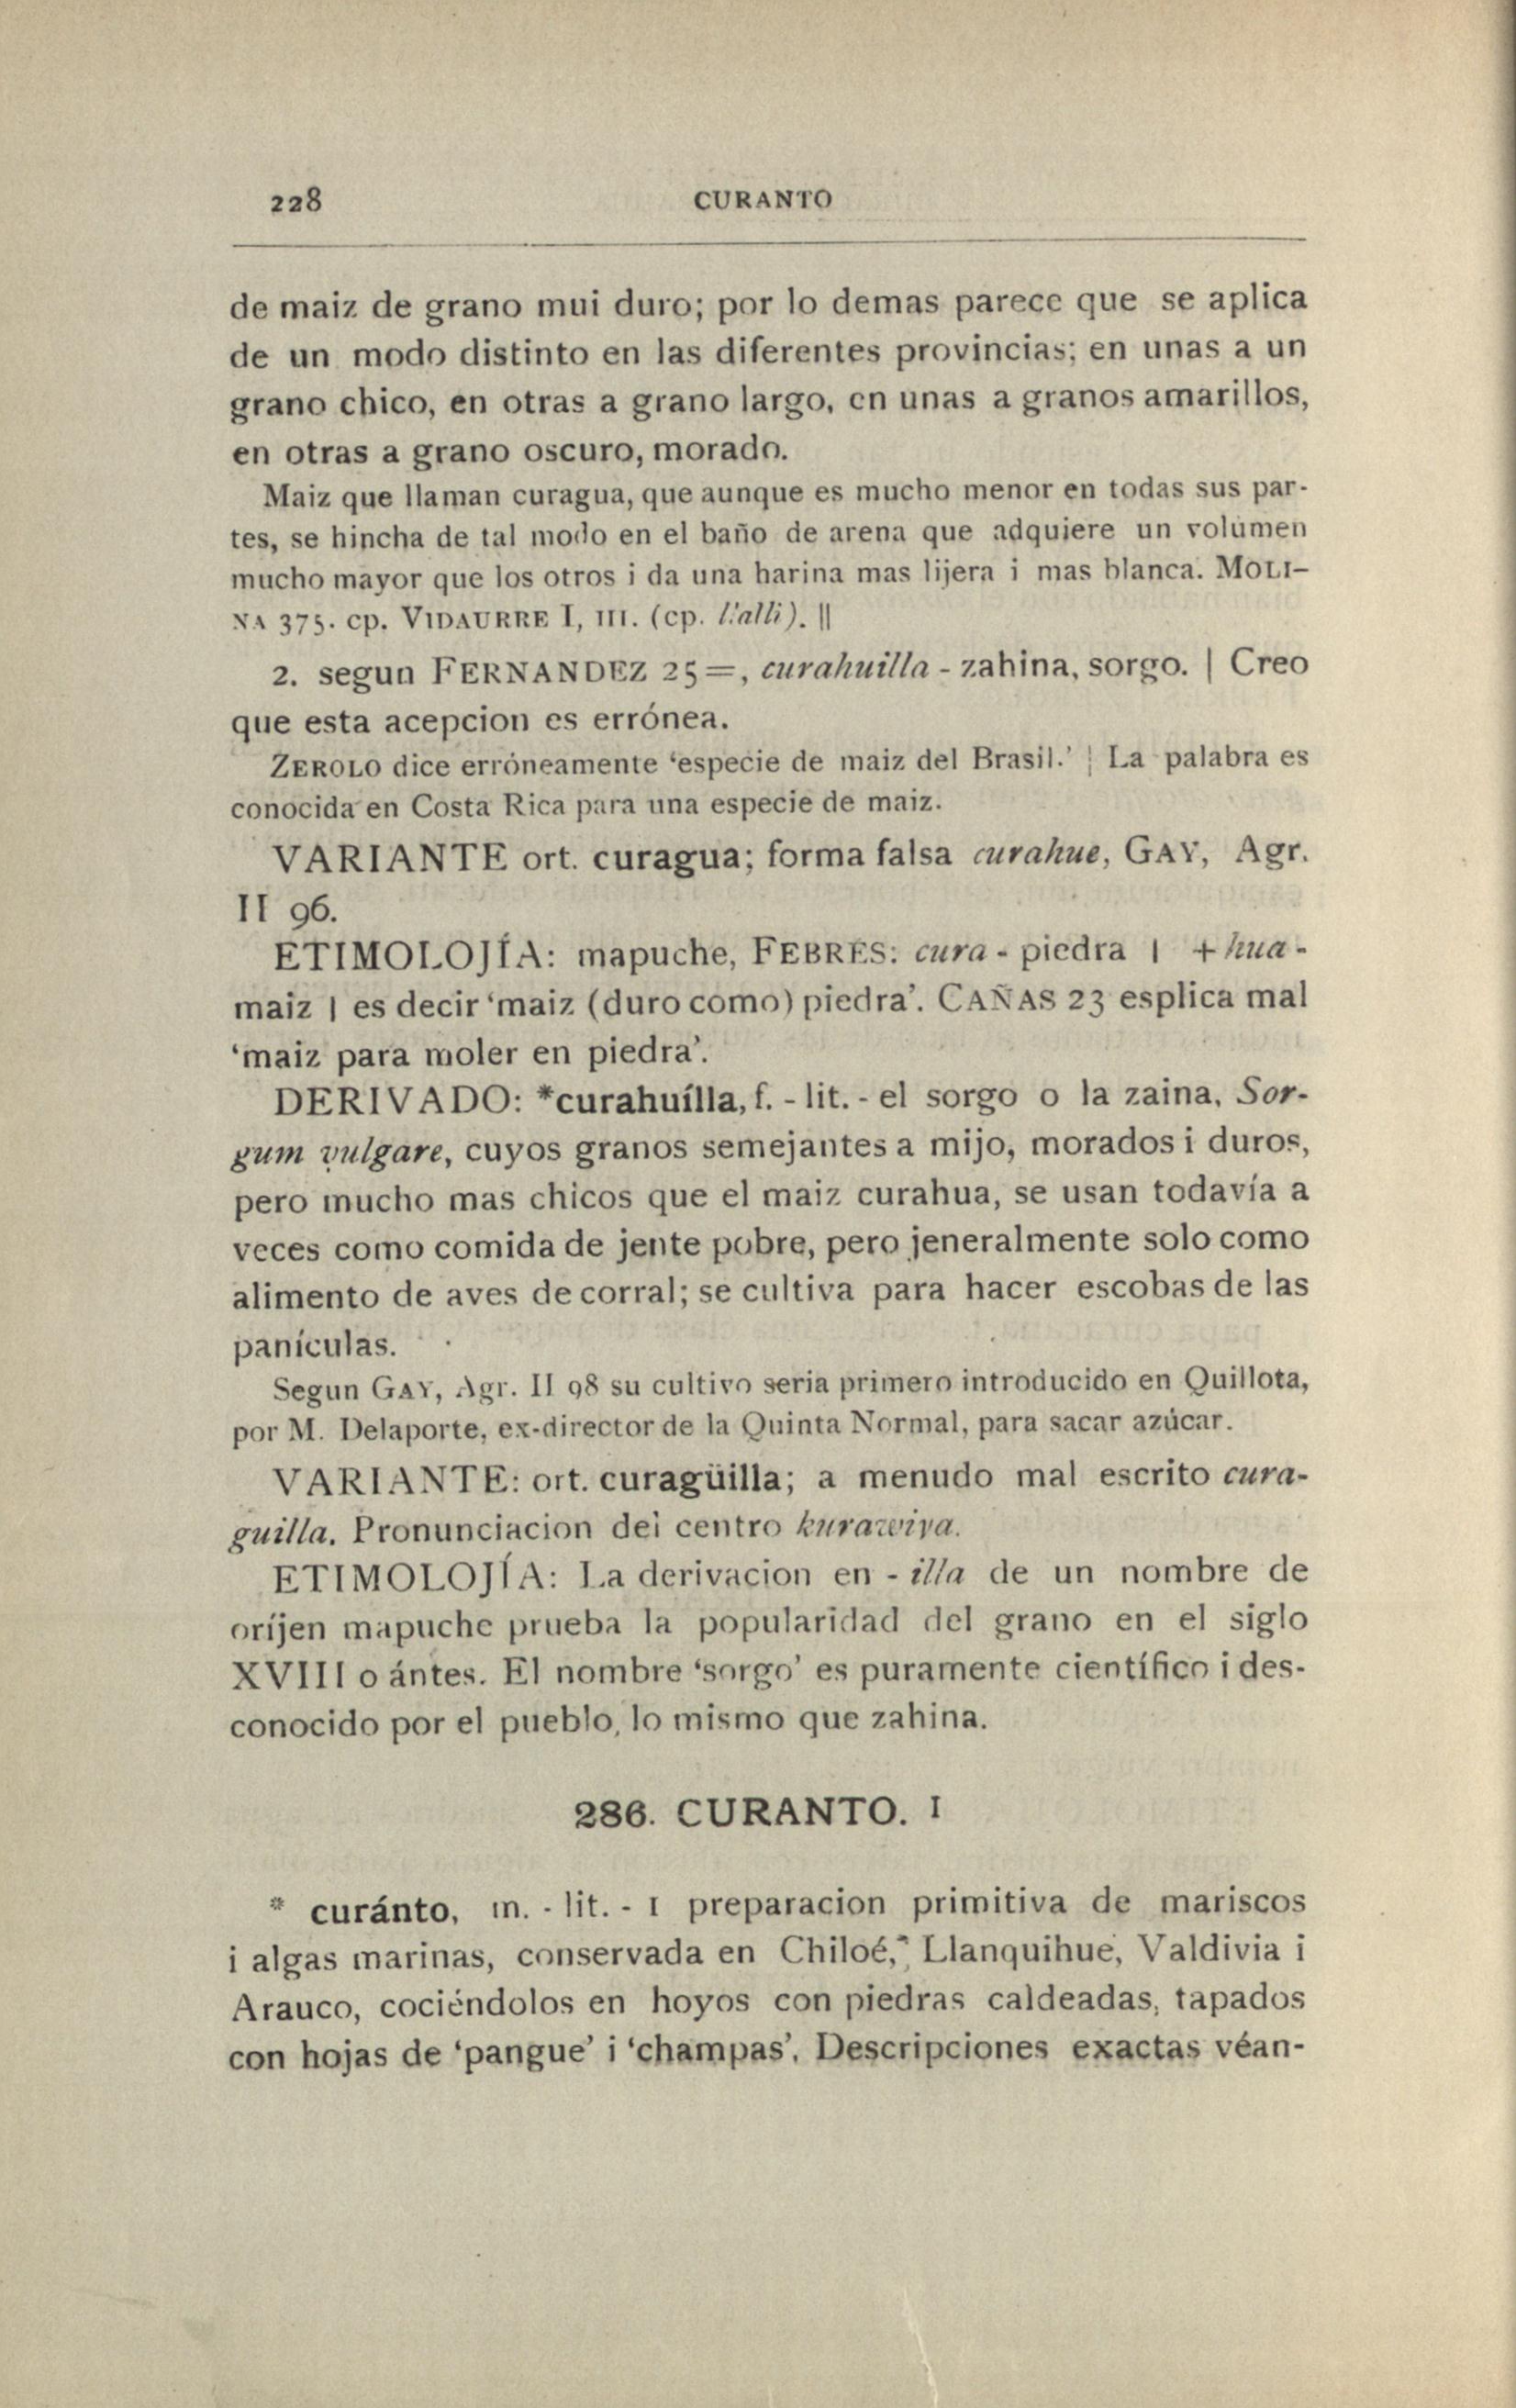 228
CURANTO
de maiz de grano mui duro; por lo demas parece que se aplica
de un modo distinto en las diferentes provincias; en unas a un
grano chico, en otras a grano largo, en unas a granos amarillos,
en otras a grano oscuro, morado.
Maiz que llaman curagua, que aunque es mucho menor en todas sus par-
tes, se hincha de tal modo en el baño de arena que adquiere un volúmen
mucho mayor que los otros i da una harina mas lijera i mas blanca. MOLI-
NA 375. cp. VIDAURRE I, III. (cp. llalli). ||
2. segun FERNANDEZ 25=, curahuilla - zahina, sorgo. | Creo
que esta acepcion es errónea.
ZEROLO dice erróneamente ‘especie de maiz del Brasil.’ | La palabra es
conocida en Costa Rica para una especie de maiz.
VARIANTE ort. curagua; forma falsa curahue, GAY, Agr.
II 96.
ETIMOLOJÍA: mapuche, FEBRES: cura - piedra | + hua -
maiz | es decir ‘maiz (duro como) piedra’. CAÑAS 23 esplica mal
‘maiz para moler en piedra’.
DERIVADO: *curahuílla, f. - lit. - el sorgo o la zaina, Sor-
gum vulgare, cuyos granos semejantes a mijo, morados i duros,
pero mucho mas chicos que el maiz curahua, se usan todavía a
veces como comida de jente pobre, pero jeneralmente solo como
alimento de aves de corral; se cultiva para hacer escobas de las
panículas.
Segun GAY, Agr. II 98 su cultivo seria primero introducido en Quillota,
por M. Delaporte, ex-director de la Quinta Normal, para sacar azúcar.
VARIANTE: ort. curagüilla; a menudo mal escrito cura-
guilla. Pronunciacion del centro kurawiya.
ETIMOLOJÍA: La derivacion en - illa de un nombre de
oríjen mapuche prueba la popularidad del grano en el siglo
XVIII o ántes. El nombre ‘sorgo’ es puramente científico i des-
conocido por el pueblo, lo mismo que zahina.
286. CURANTO. I
* curánto, m. - lit. - I preparacion primitiva de mariscos
i algas marinas, conservada en Chiloé, Llanquihue, Valdivia i
Arauco, cociéndolos en hoyos con piedras caldeadas, tapados
con hojas de ‘pangue’ i ‘champas’. Descripciones exactas véan-